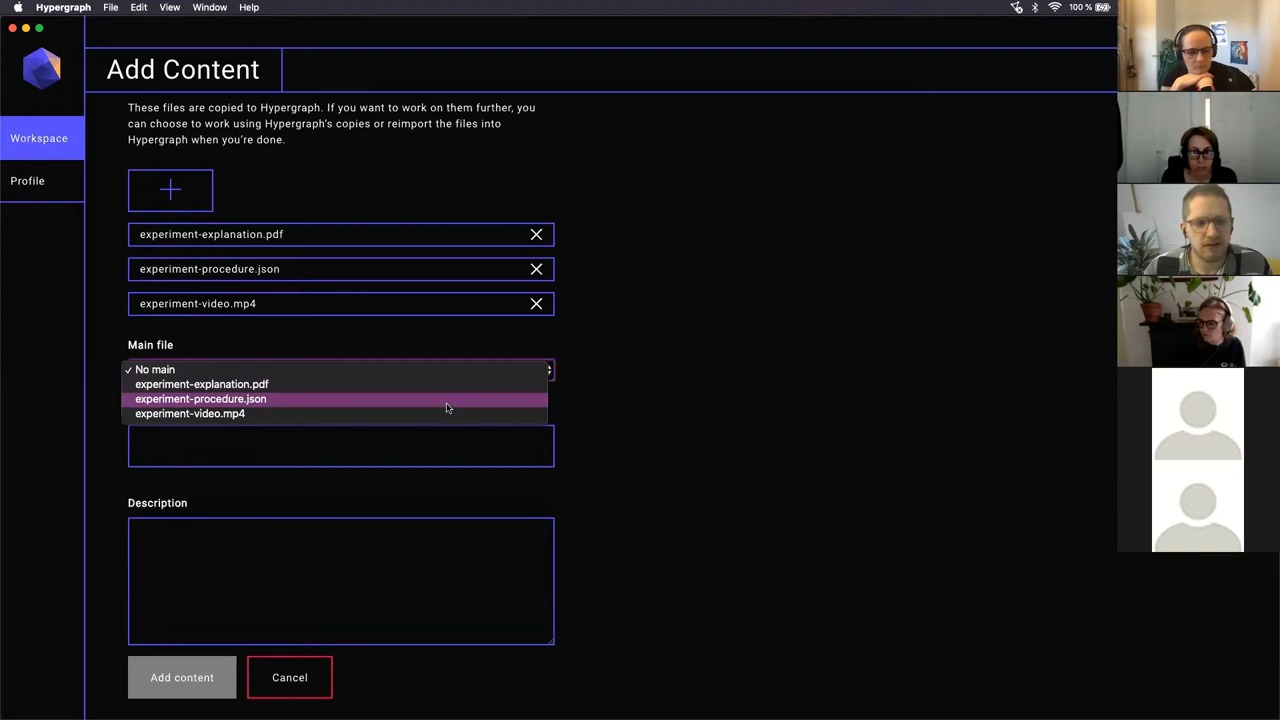 Hypergraph File Edit View Window Help 100 %
Add Content
These files are copied to Hypergraph. If you want to work on them further, you
can choose to work using Hypergraph's copies or reimport the files into
Hypergraph when you're done.
Workspace
Profile
experiment-explanation.pdf
experiment-procedure.json
experiment-video.mp4
Main file
✓ No main
experiment-explanation.pdf
experiment-procedure.json
experiment-video.mp4
Description
Add content
Cancel